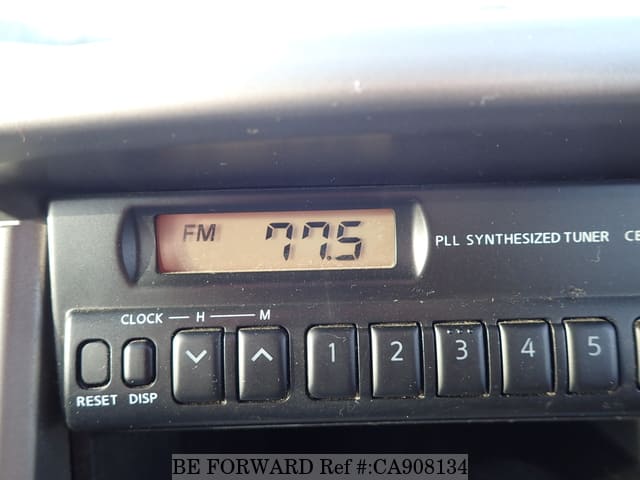 FM 77.5
PLL SYNTHESIZED TUNER
CLOCK H M
1 2 3 4 5
RESET DISP
BE FORWARD Ref #:CA908134